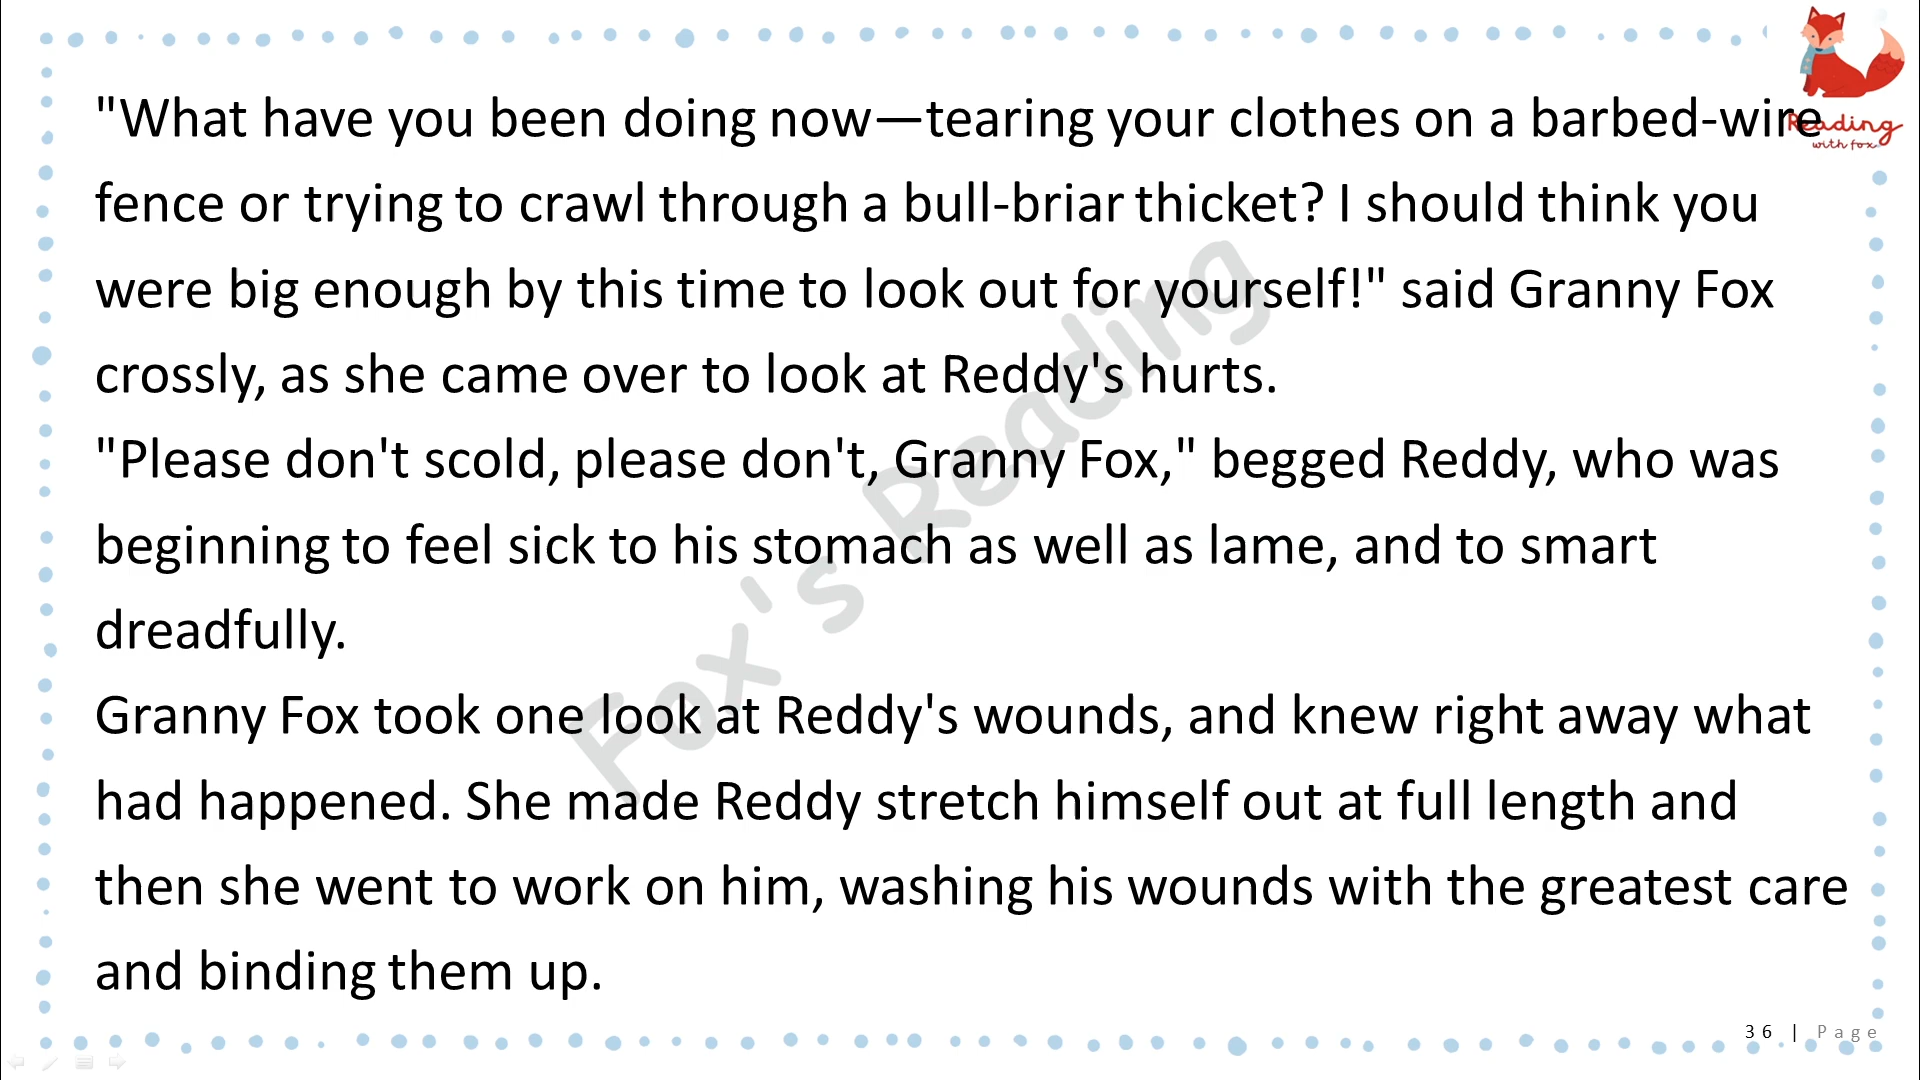 "What have you been doing now—tearing your clothes on a barbed-wire
fence or trying to crawl through a bull-briar thicket? I should think you
were big enough by this time to look out for yourself!" said Granny Fox
crossly, as she came over to look at Reddy's hurts.
"Please don't scold, please don't, Granny Fox," begged Reddy, who was
beginning to feel sick to his stomach as well as lame, and to smart
dreadfully.
Granny Fox took one look at Reddy's wounds, and knew right away what
had happened. She made Reddy stretch himself out at full length and
then she went to work on him, washing his wounds with the greatest care
and binding them up.
Reading
with fox
Fox's Reading
36 | Page